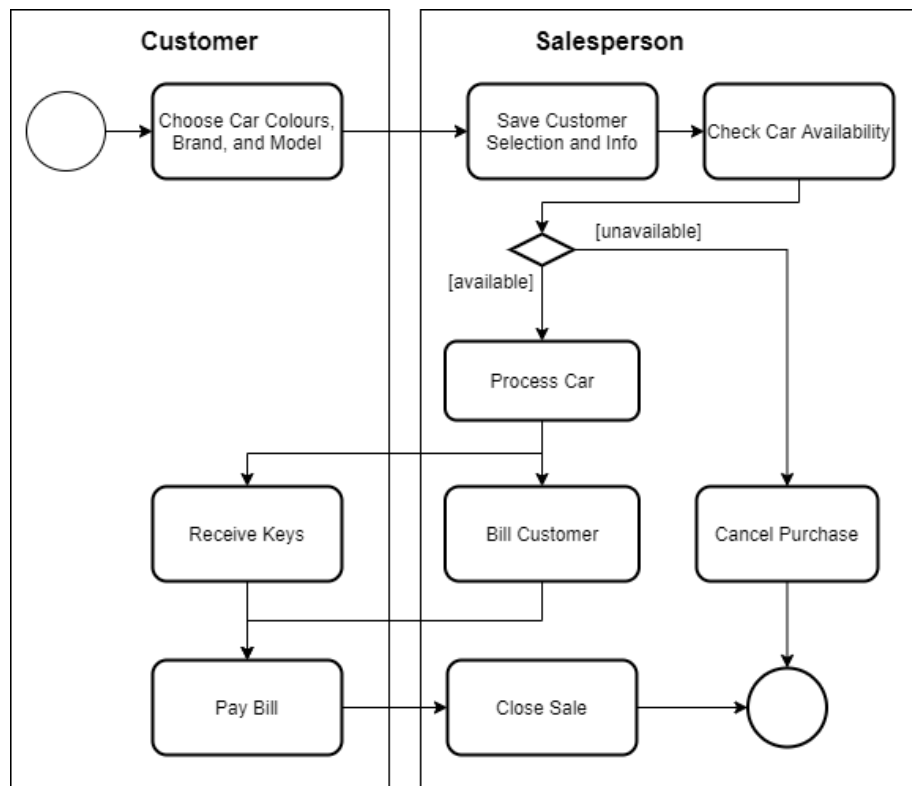 Customer
Salesperson
Choose Car Colours,
Brand, and Model
Save Customer
Selection and Info
Check Car Availability
[unavailable]
[available]
Process Car
Receive Keys
Bill Customer
Cancel Purchase
Pay Bill
Close Sale